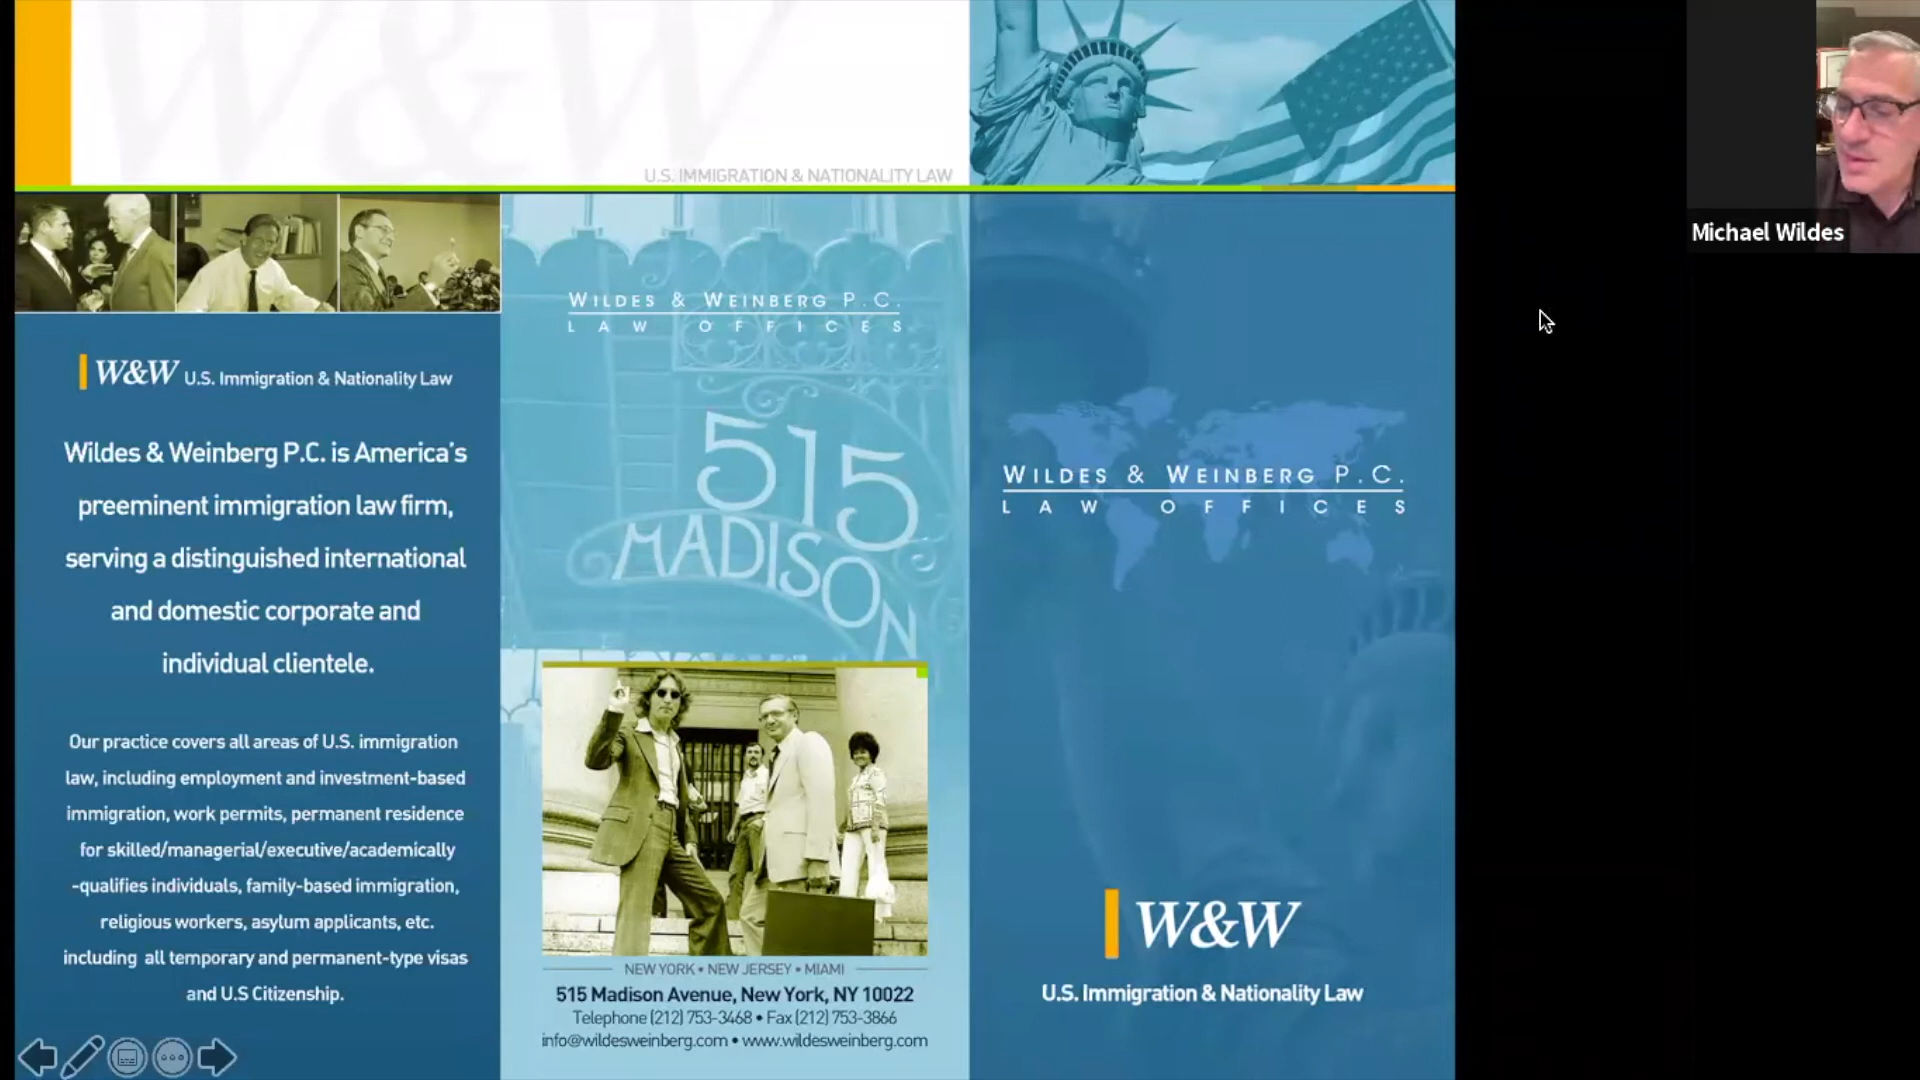 W&W
U.S. IMMIGRATION & NATIONALITY LAW
W&W U.S. Immigration & Nationality Law
Wildes & Weinberg P.C. is America's
preeminent immigration law firm,
serving a distinguished international
and domestic corporate and
individual clientele.
Our practice covers all areas of U.S. immigration
law, including employment and investment-based
immigration, work permits, permanent residence
for skilled/managerial/executive/academically
-qualifies individuals, family-based immigration,
religious workers, asylum applicants, etc.
including all temporary and permanent-type visas
and U.S Citizenship.
WILDES & WEINBERG P.C.
LAW OFFICES
515
MADISON
NEW YORK • NEW JERSEY • MIAMI
515 Madison Avenue, New York, NY 10022
Telephone (212) 753-3468 • Fax (212) 753-3866
info@wildesweinberg.com • www.wildesweinberg.com
WILDES & WEINBERG P.C.
LAW OFFICES
W&W
U.S. Immigration & Nationality Law
Michael Wildes